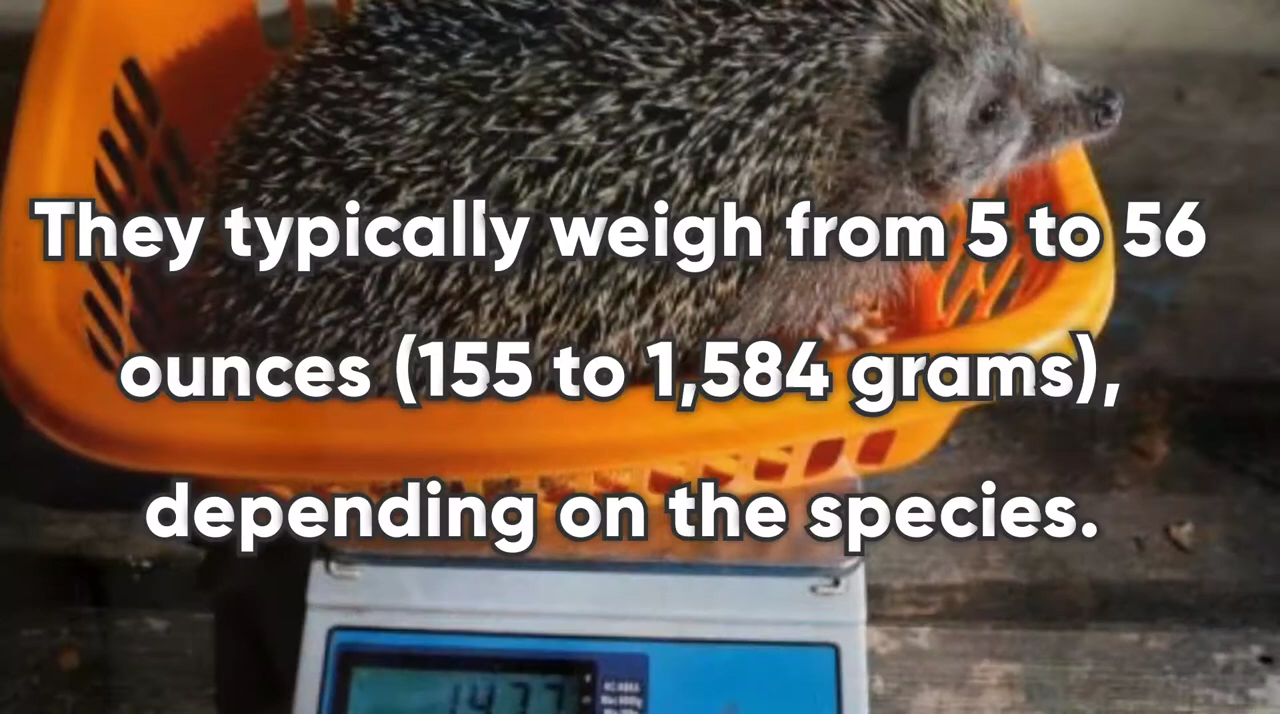 They typically weigh from 5 to 56
ounces (155 to 1,584 grams),
depending on the species.